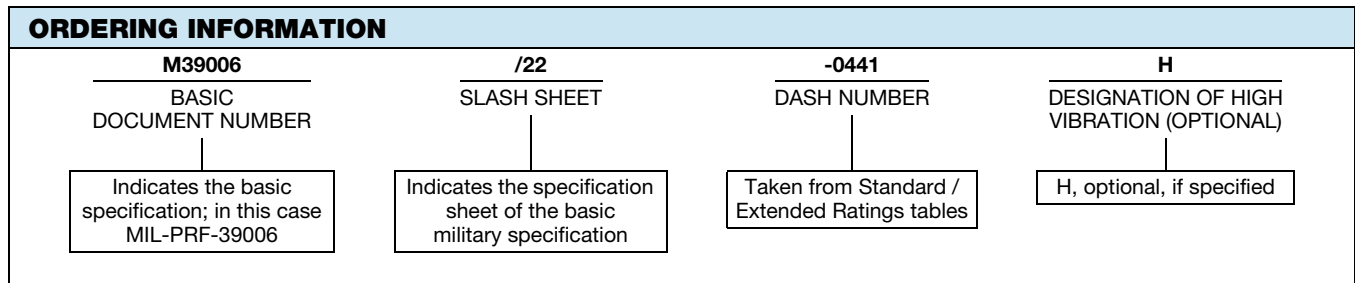 ORDERING INFORMATION
M39006
/22
-0441
H
BASIC
DOCUMENT NUMBER
SLASH SHEET
DASH NUMBER
DESIGNATION OF HIGH
VIBRATION (OPTIONAL)
Indicates the basic
specification; in this case
MIL-PRF-39006
Indicates the specification
sheet of the basic
military specification
Taken from Standard /
Extended Ratings tables
H, optional, if specified